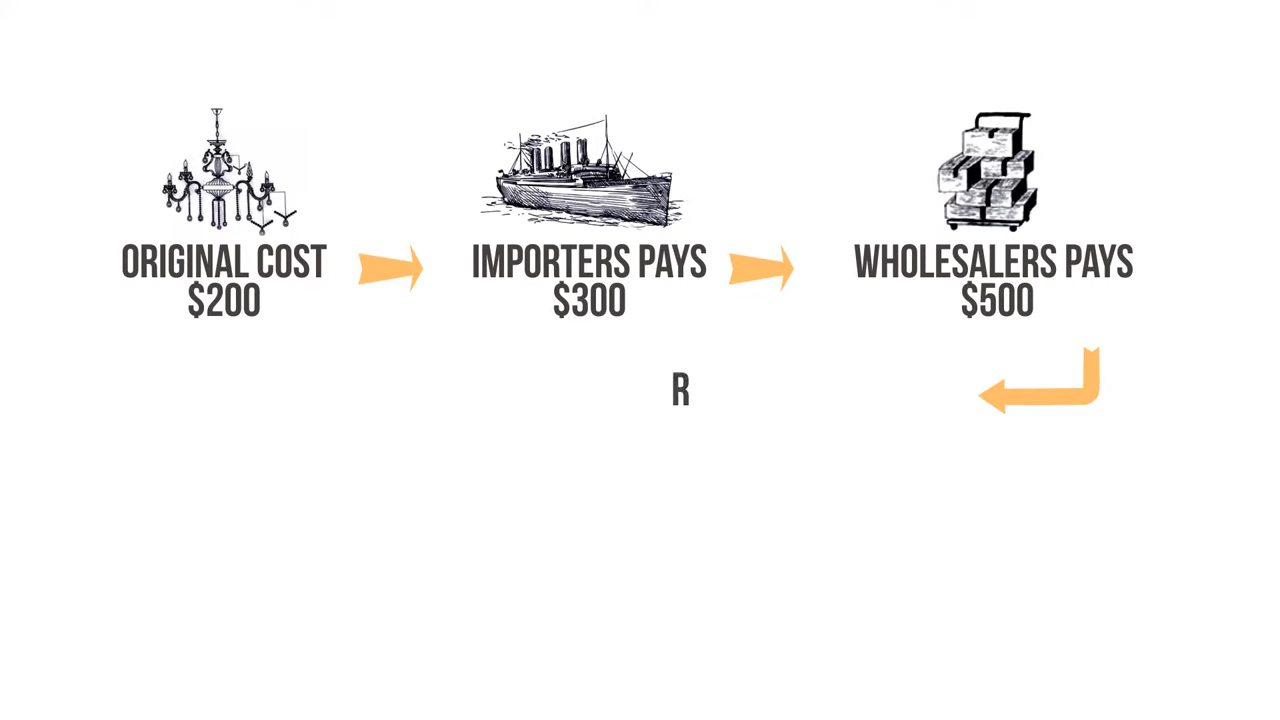 ORIGINAL COST
$200
IMPORTERS PAYS
$300
WHOLESALERS PAYS
$500
R